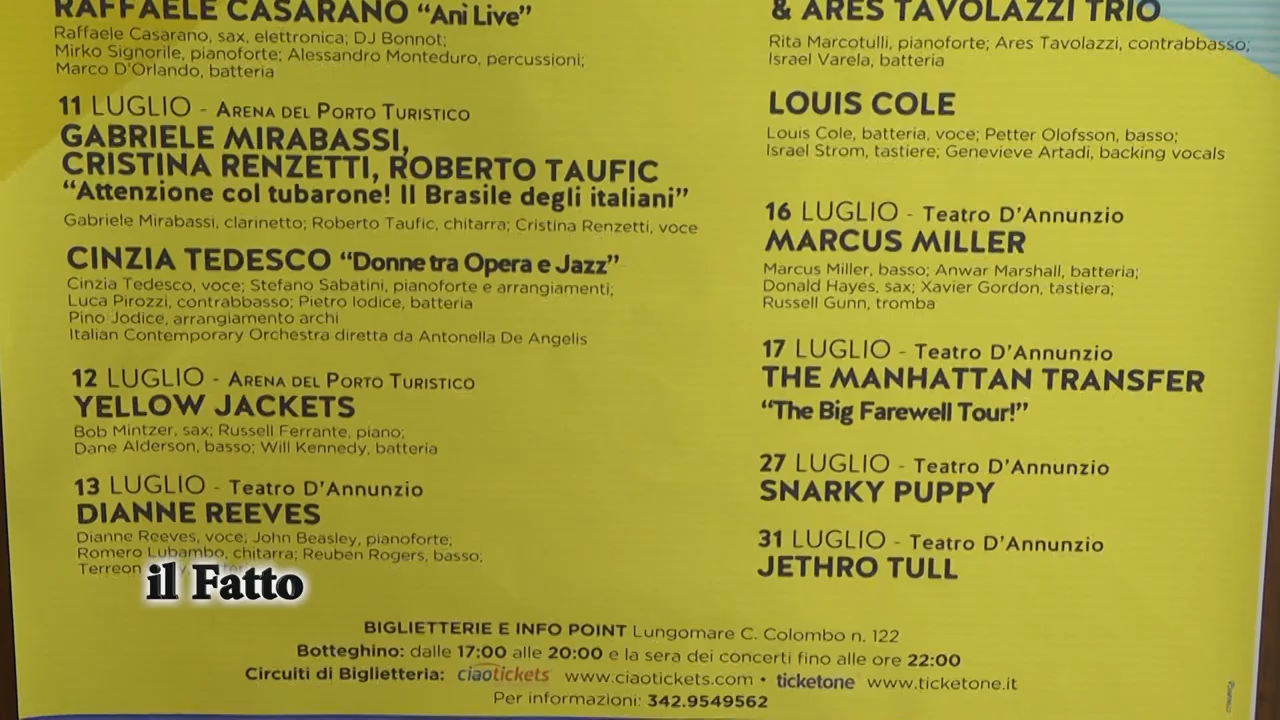 RAFFAELE CASARANO “Anì Live”
Raffaele Casarano, sax, elettronica; DJ Bonnot;
Mirko Signorile, pianoforte; Alessandro Monteduro, percussioni;
Marco D'Orlando, batteria
11 LUGLIO - ARENA DEL PORTO TURISTICO
GABRIELE MIRABASSI,
CRISTINA RENZETTI, ROBERTO TAUFIC
“Attenzione col tubarone! Il Brasile degli italiani”
Gabriele Mirabassi, clarinetto; Roberto Taufic, chitarra; Cristina Renzetti, voce
CINZIA TEDESCO “Donne tra Opera e Jazz”
Cinzia Tedesco, voce; Stefano Sabatini, pianoforte e arrangiamenti;
Luca Pirozzi, contrabbasso; Pietro Iodice, batteria
Pino Jodice, arrangiamento archi
Italian Contemporary Orchestra diretta da Antonella De Angelis
12 LUGLIO - ARENA DEL PORTO TURISTICO
YELLOW JACKETS
Bob Mintzer, sax; Russell Ferrante, piano;
Dane Alderson, basso; Will Kennedy, batteria
13 LUGLIO - Teatro D'Annunzio
DIANNE REEVES
Dianne Reeves, voce; John Beasley, pianoforte;
Romero Lubambo, chitarra; Reuben Rogers, basso;
Terreon
il Fatto
& ARES TAVOLAZZI TRIO
Rita Marcotulli, pianoforte; Ares Tavolazzi, contrabbasso;
Israel Varela, batteria
LOUIS COLE
Louis Cole, batteria, voce; Petter Olofsson, basso;
Israel Strom, tastiere; Genevieve Artadi, backing vocals
16 LUGLIO - Teatro D'Annunzio
MARCUS MILLER
Marcus Miller, basso; Anwar Marshall, batteria;
Donald Hayes, sax; Xavier Gordon, tastiera;
Russell Gunn, tromba
17 LUGLIO - Teatro D'Annunzio
THE MANHATTAN TRANSFER
“The Big Farewell Tour!”
27 LUGLIO - Teatro D'Annunzio
SNARKY PUPPY
31 LUGLIO - Teatro D'Annunzio
JETHRO TULL
BIGLIETTERIE E INFO POINT Lungomare C. Colombo n. 122
Botteghino: dalle 17:00 alle 20:00 e la sera dei concerti fino alle ore 22:00
Circuiti di Biglietteria: ciaotickets www.ciaotickets.com • ticketone www.ticketone.it
Per informazioni: 342.9549562